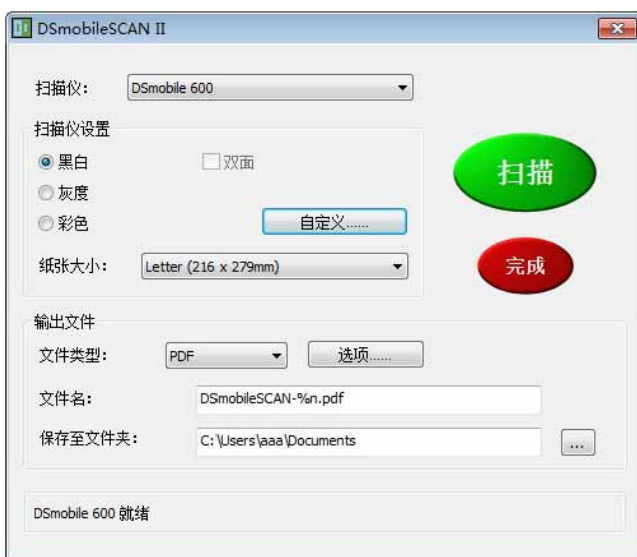 DSmobileSCAN II
扫描仪: DSmobile 600
扫描仪设置
黑白 双面
扫描
灰度
彩色 自定义......
纸张大小: Letter (216 x 279mm)
完成
输出文件
文件类型: PDF 选项......
文件名: DSmobileSCAN-%n.pdf
保存至文件夹: C:\Users\aaa\Documents ...
DSmobile 600 就绪